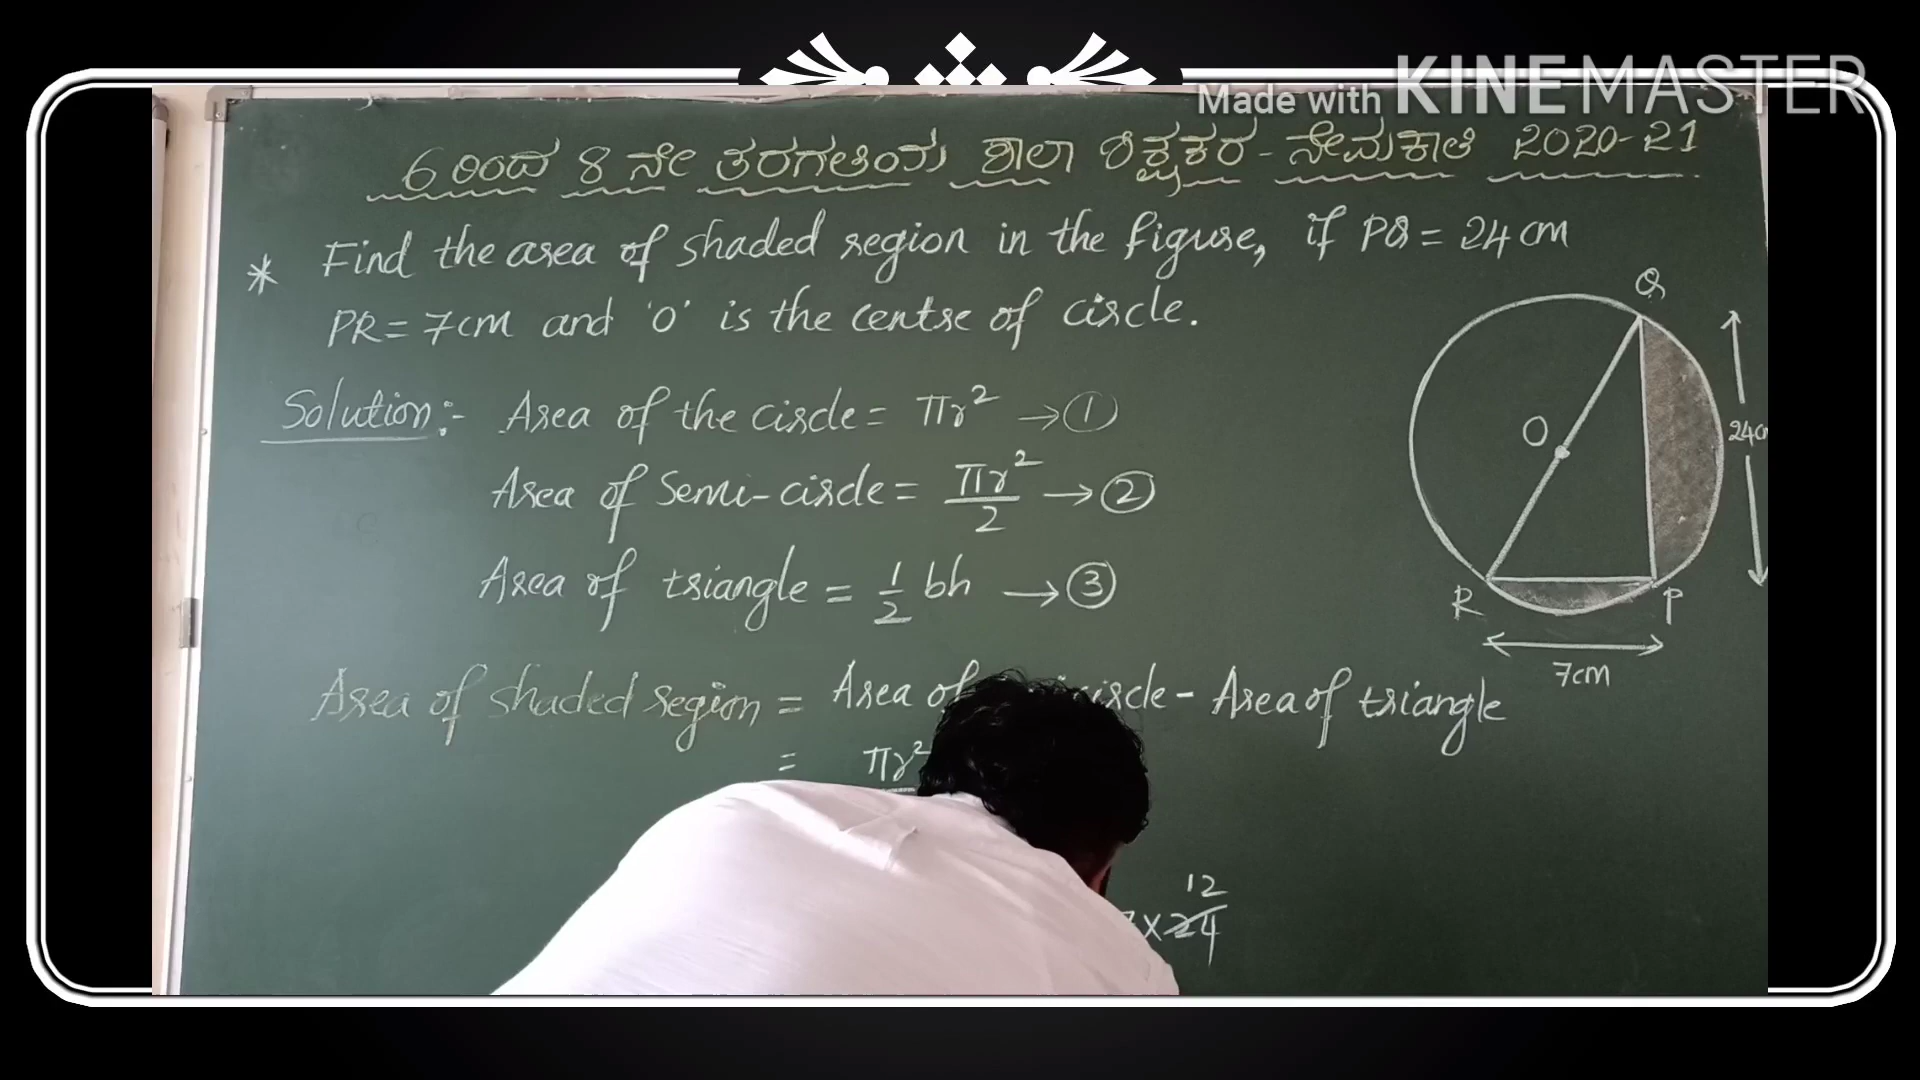 Made with KINEMASTER
6 ರಿಂದ 8 ನೇ ತರಗತಿಯ ಶಾಲಾ ಶಿಕ್ಷಕರ - ನೇಮಕಾತಿ 2020-21
* Find the area of shaded region in the figure, if PQ = 24 cm
PR = 7cm and 'O' is the centre of circle.
Solution:- Area of the circle = πr² → ①
Area of Semi-circle = πr²/2 → ②
Area of triangle = 1/2 bh → ③
Q
O
24c
R
P
7cm
Area of shaded region = Area of circle - Area of triangle
= πr²
12
× 24